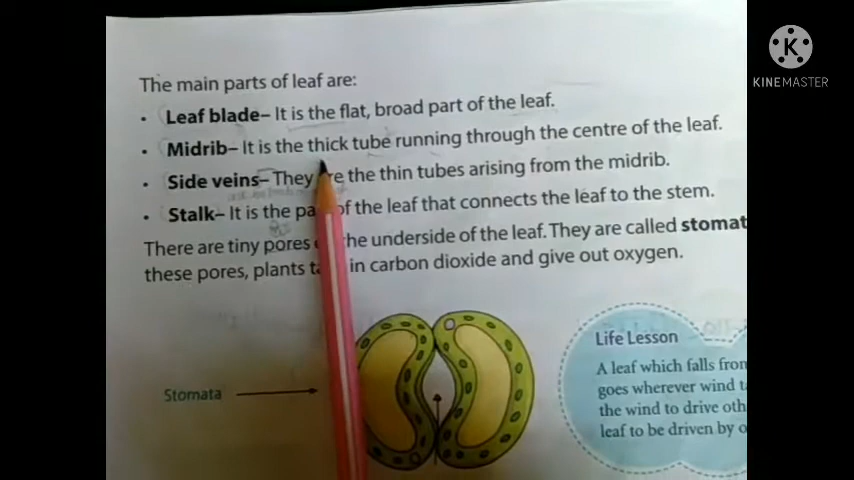 The main parts of leaf are:
• Leaf blade– It is the flat, broad part of the leaf.
• Midrib– It is the thick tube running through the centre of the leaf.
• Side veins– They are the thin tubes arising from the midrib.
• Stalk– It is the pa of the leaf that connects the leaf to the stem.
There are tiny pores the underside of the leaf. They are called stomat
these pores, plants ta in carbon dioxide and give out oxygen.
Stomata
Life Lesson
A leaf which falls fron
goes wherever wind ta
the wind to drive oth
leaf to be driven by o
K
KINEMASTER